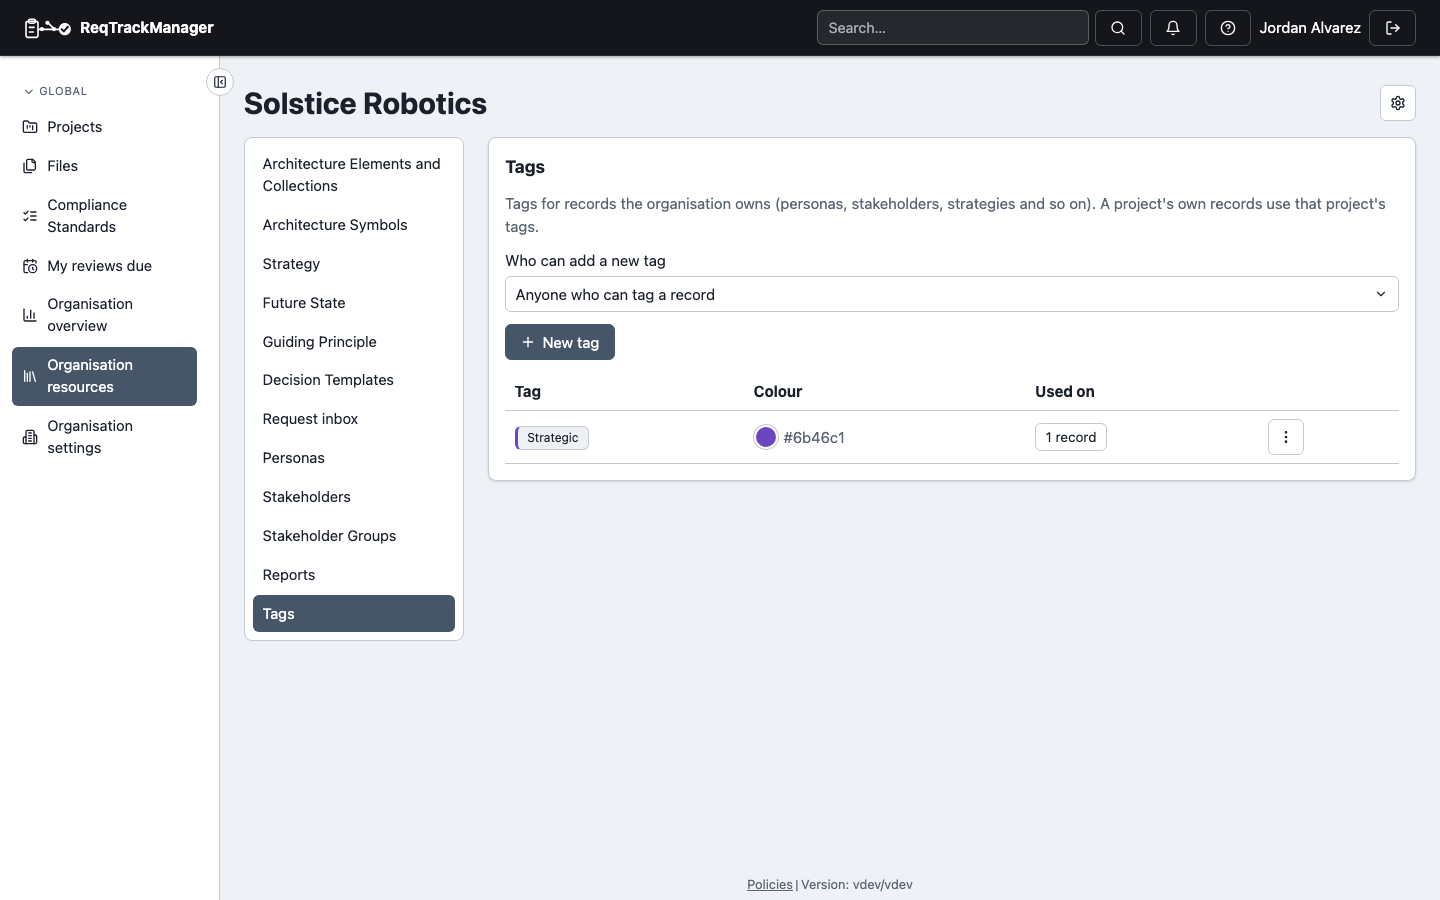 ReqTrackManager
Search...
Jordan Alvarez
GLOBAL
Projects
Files
Compliance
Standards
My reviews due
Organisation
overview
Organisation
resources
Organisation
settings
Solstice Robotics
Architecture Elements and
Collections
Architecture Symbols
Strategy
Future State
Guiding Principle
Decision Templates
Request inbox
Personas
Stakeholders
Stakeholder Groups
Reports
Tags
Tags
Tags for records the organisation owns (personas, stakeholders, strategies and so on). A project's own records use that project's
tags.
Who can add a new tag
Anyone who can tag a record
New tag
Tag Colour Used on
Strategic #6b46c1 1 record
Policies | Version: vdev/vdev